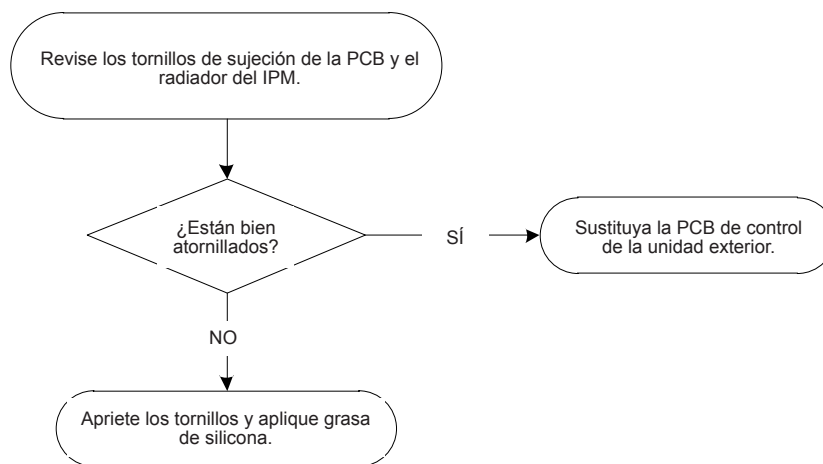 Revise los tornillos de sujeción de la PCB y el
radiador del IPM.
¿Están bien
atornillados?
SÍ
Sustituya la PCB de control
de la unidad exterior.
NO
Apriete los tornillos y aplique grasa
de silicona.